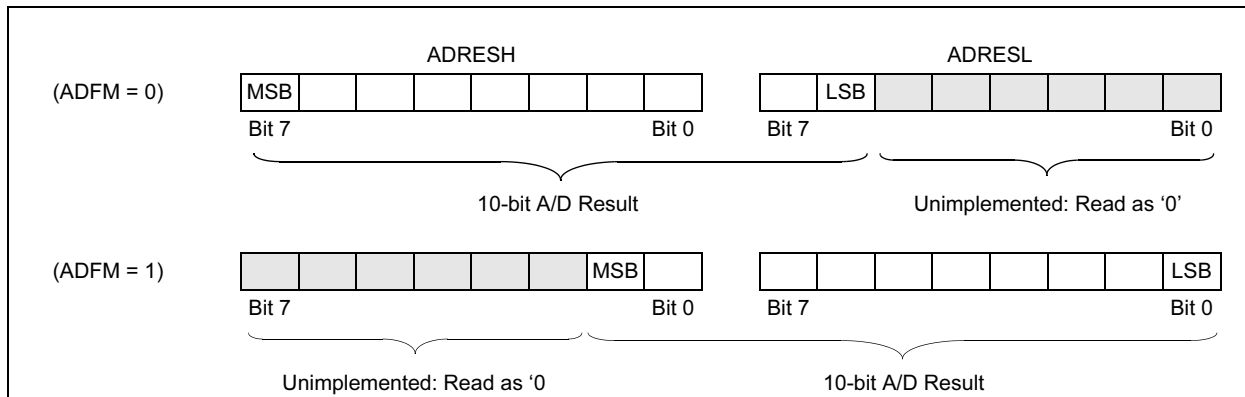 ADRESH ADRESL
(ADFM = 0) MSB LSB
Bit 7 Bit 0 Bit 7 Bit 0
10-bit A/D Result Unimplemented: Read as ‘0’
(ADFM = 1) MSB LSB
Bit 7 Bit 0 Bit 7 Bit 0
Unimplemented: Read as ‘0 10-bit A/D Result